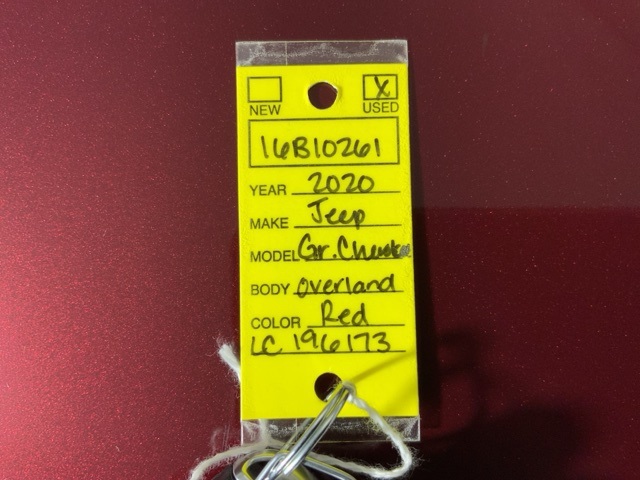 NEW X USED
16B10261
YEAR 2020
MAKE Jeep
MODEL Gr. Cherokee
BODY Overland
COLOR Red
LC 196173